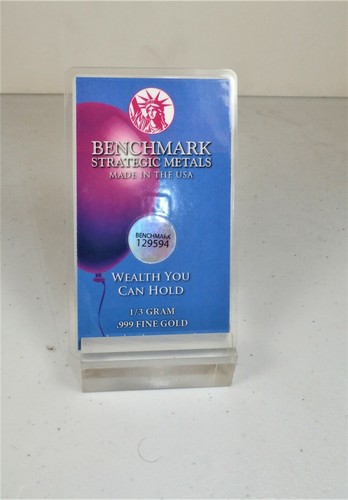 BENCHMARK
STRATEGIC METALS
MADE IN THE USA
BENCHMARK
129594
WEALTH YOU
CAN HOLD
1/3 GRAM
.999 FINE GOLD